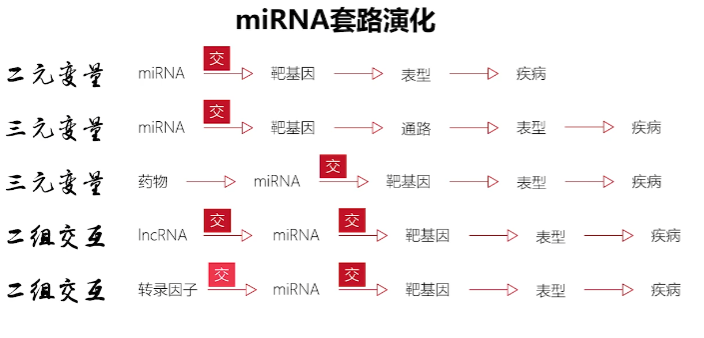 miRNA套路演化
二元变量 miRNA 交 靶基因 表型 疾病
三元变量 miRNA 交 靶基因 通路 表型 疾病
三元变量 药物 miRNA 交 靶基因 表型 疾病
二组交互 lncRNA 交 miRNA 交 靶基因 表型 疾病
二组交互 转录因子 交 miRNA 交 靶基因 表型 疾病